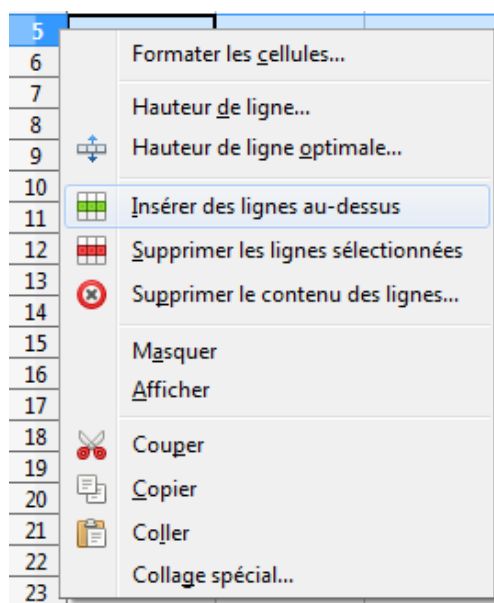 5
6
7
8
9
10
11
12
13
14
15
16
17
18
19
20
21
22
23
Formater les cellules...
Hauteur de ligne...
Hauteur de ligne optimale...
Insérer des lignes au-dessus
Supprimer les lignes sélectionnées
Supprimer le contenu des lignes...
Masquer
Afficher
Couper
Copier
Coller
Collage spécial...